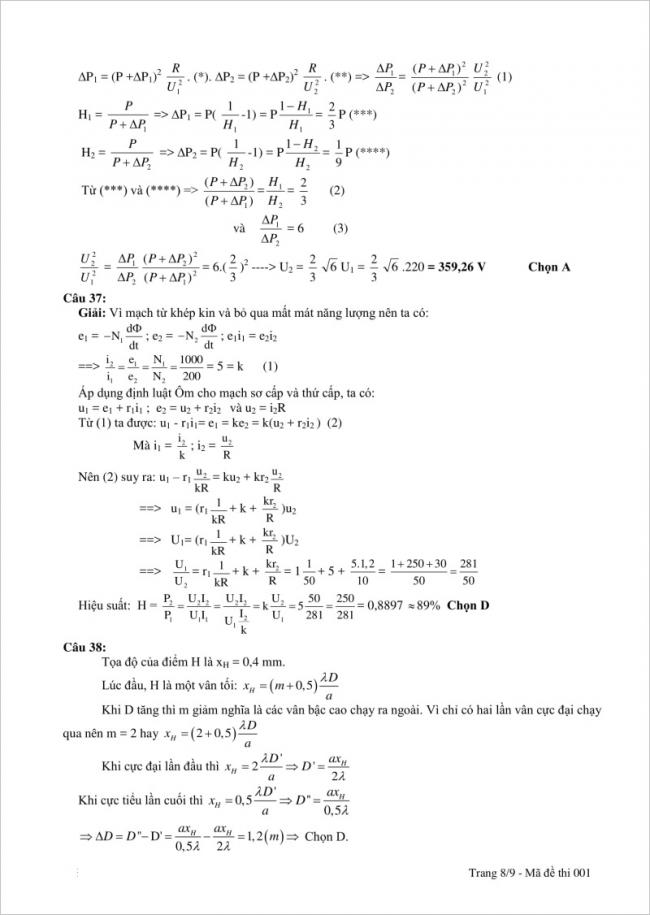 ΔP₁ = (P +ΔP₁)² R/U₁² . (*). ΔP₂ = (P +ΔP₂)² R/U₂² . (**) => ΔP₁/ΔP₂ = (P + ΔP₁)²/(P + ΔP₂)² U₂²/U₁² (1)
H₁ = P/(P + ΔP₁) => ΔP₁ = P( 1/H₁ -1) = P (1 − H₁)/H₁ = 2/3 P (***)
H₂ = P/(P + ΔP₂) => ΔP₂ = P( 1/H₂ -1) = P (1 − H₂)/H₂ = 1/9 P (****)
Từ (***) và (****) => (P + ΔP₂)/(P + ΔP₁) = H₁/H₂ = 2/3 (2)
và ΔP₁/ΔP₂ = 6 (3)
U₂²/U₁² = ΔP₁/ΔP₂ (P + ΔP₂)²/(P + ΔP₁)² = 6.( 2/3 )² ----> U₂ = 2/3 √6 U₁ = 2/3 √6 .220 = 359,26 V Chọn A
Câu 37:
Giải: Vì mạch từ khép kin và bỏ qua mất mát năng lượng nên ta có:
e₁ = −N₁ dΦ/dt ; e₂ = −N₂ dΦ/dt ; e₁i₁ = e₂i₂
==> i₂/i₁ = e₁/e₂ = N₁/N₂ = 1000/200 = 5 = k (1)
Áp dụng định luật Ôm cho mạch sơ cấp và thứ cấp, ta có:
u₁ = e₁ + r₁i₁ ; e₂ = u₂ + r₂i₂ và u₂ = i₂R
Từ (1) ta được: u₁ - r₁i₁= e₁ = ke₂ = k(u₂ + r₂i₂ ) (2)
Mà i₁ = i₂/k ; i₂ = u₂/R
Nên (2) suy ra: u₁ – r₁ u₂/kR = ku₂ + kr₂ u₂/R
==> u₁ = (r₁ 1/kR + k + kr₂/R )u₂
==> U₁= (r₁ 1/kR + k + kr₂/R )U₂
==> U₁/U₂ = r₁ 1/kR + k + kr₂/R = 1 1/50 + 5 + 5.1,2/10 = (1 + 250 + 30)/50 = 281/50
Hiệu suất: H = P₂/P₁ = U₂I₂/U₁I₁ = U₂I₂/(U₁ I₂/k) = k U₂/U₁ = 5 50/281 = 250/281 = 0,8897 ≈ 89% Chọn D
Câu 38:
Tọa độ của điểm H là x_H = 0,4 mm.
Lúc đầu, H là một vân tối: x_H = (m + 0,5) λD/a
Khi D tăng thì m giảm nghĩa là các vân bậc cao chạy ra ngoài. Vì chỉ có hai lần vân cực đại chạy
qua nên m = 2 hay x_H = (2 + 0,5) λD/a
Khi cực đại lần đầu thì x_H = 2 λD'/a ⇒ D' = ax_H/2λ
Khi cực tiểu lần cuối thì x_H = 0,5 λD'/a ⇒ D" = ax_H/0,5λ
⇒ ΔD = D" − D' = ax_H/0,5λ − ax_H/2λ = 1,2(m) ⇒ Chọn D.
Trang 8/9 - Mã đề thi 001